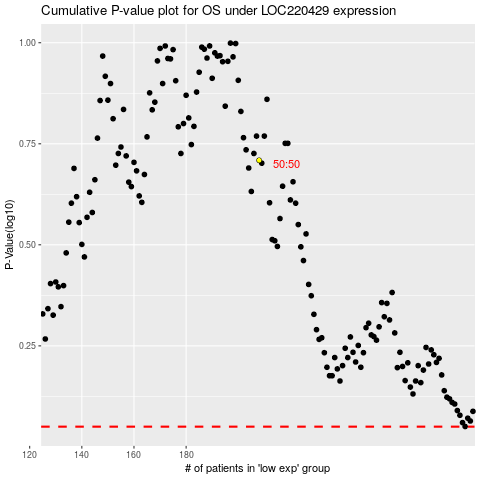 Cumulative P-value plot for OS under LOC220429 expression
P-Value(log10)
1.00
0.75
0.50
0.25
50:50
120 140 160 180
# of patients in 'low exp' group